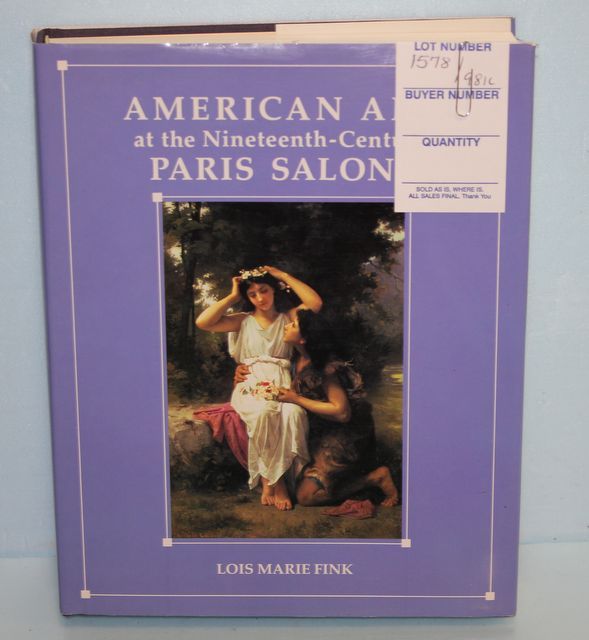 AMERICAN A
at the Nineteenth-Centu
PARIS SALON
LOIS MARIE FINK
LOT NUMBER
1578
BUYER NUMBER
QUANTITY
SOLD AS IS, WHERE IS.
ALL SALES FINAL. Thank You